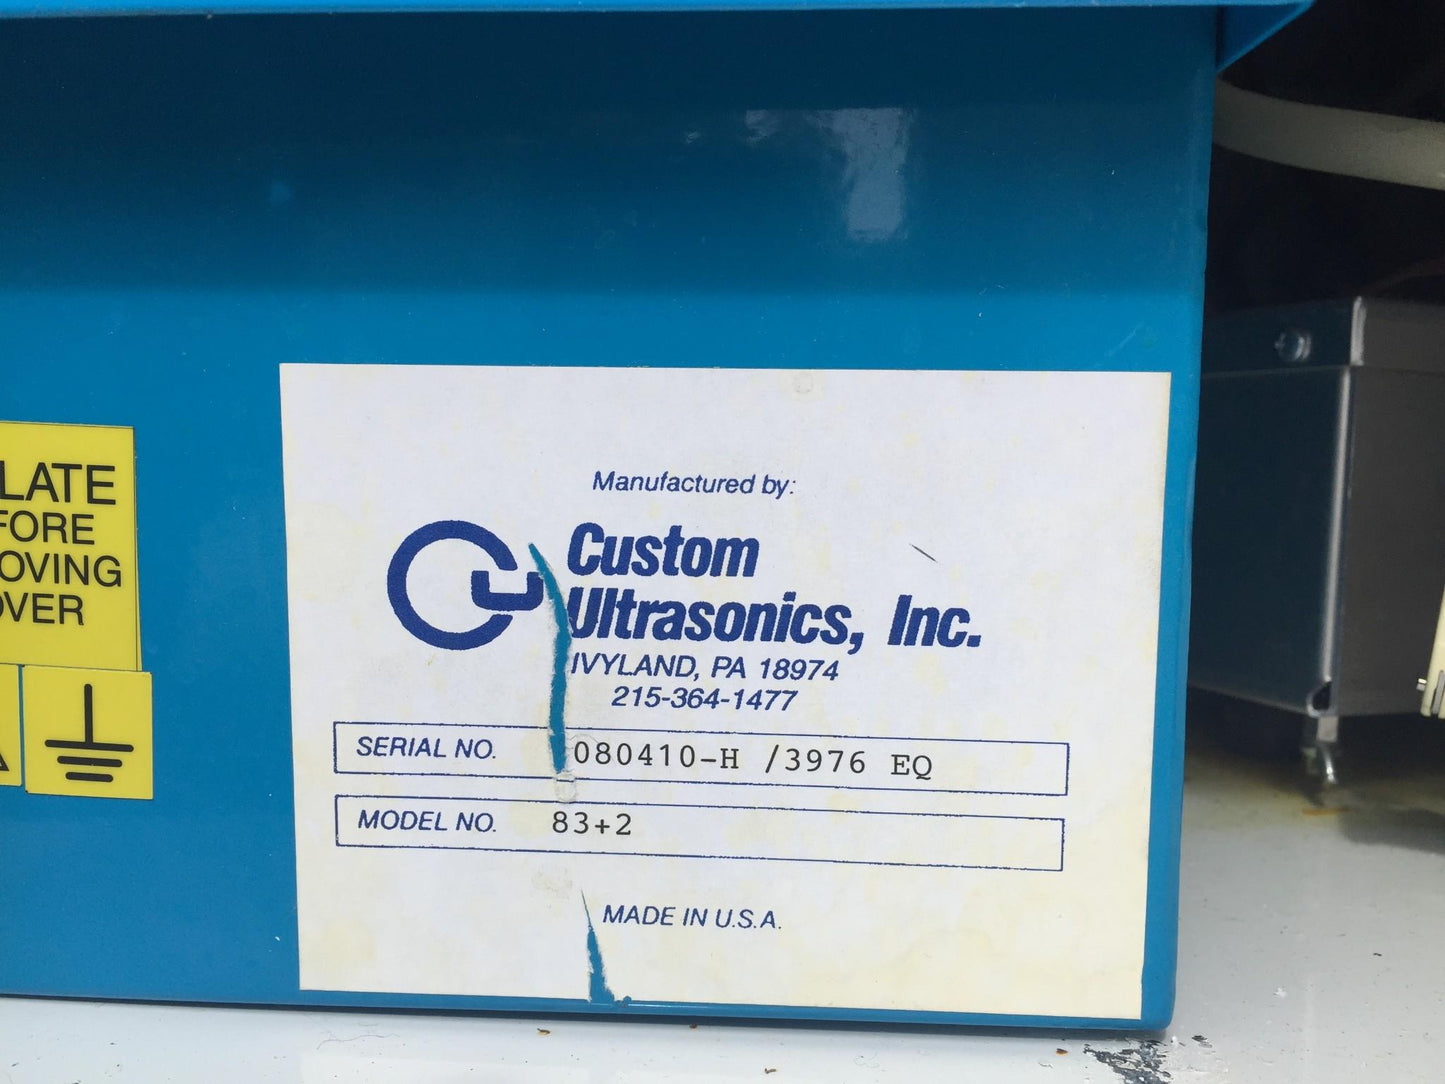 LATE
FORE
OVING
OVER
Manufactured by:
Custom
Ultrasonics, Inc.
IVYLAND, PA 18974
215-364-1477
SERIAL NO. 080410-H /3976 EQ
MODEL NO. 83+2
MADE IN U.S.A.